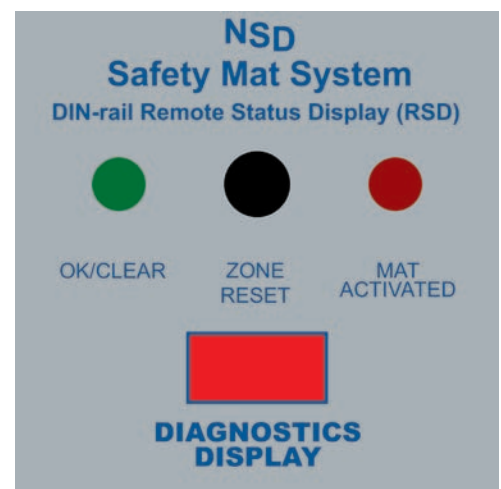 NSD
Safety Mat System
DIN-rail Remote Status Display (RSD)
OK/CLEAR
ZONE
RESET
MAT
ACTIVATED
DIAGNOSTICS
DISPLAY